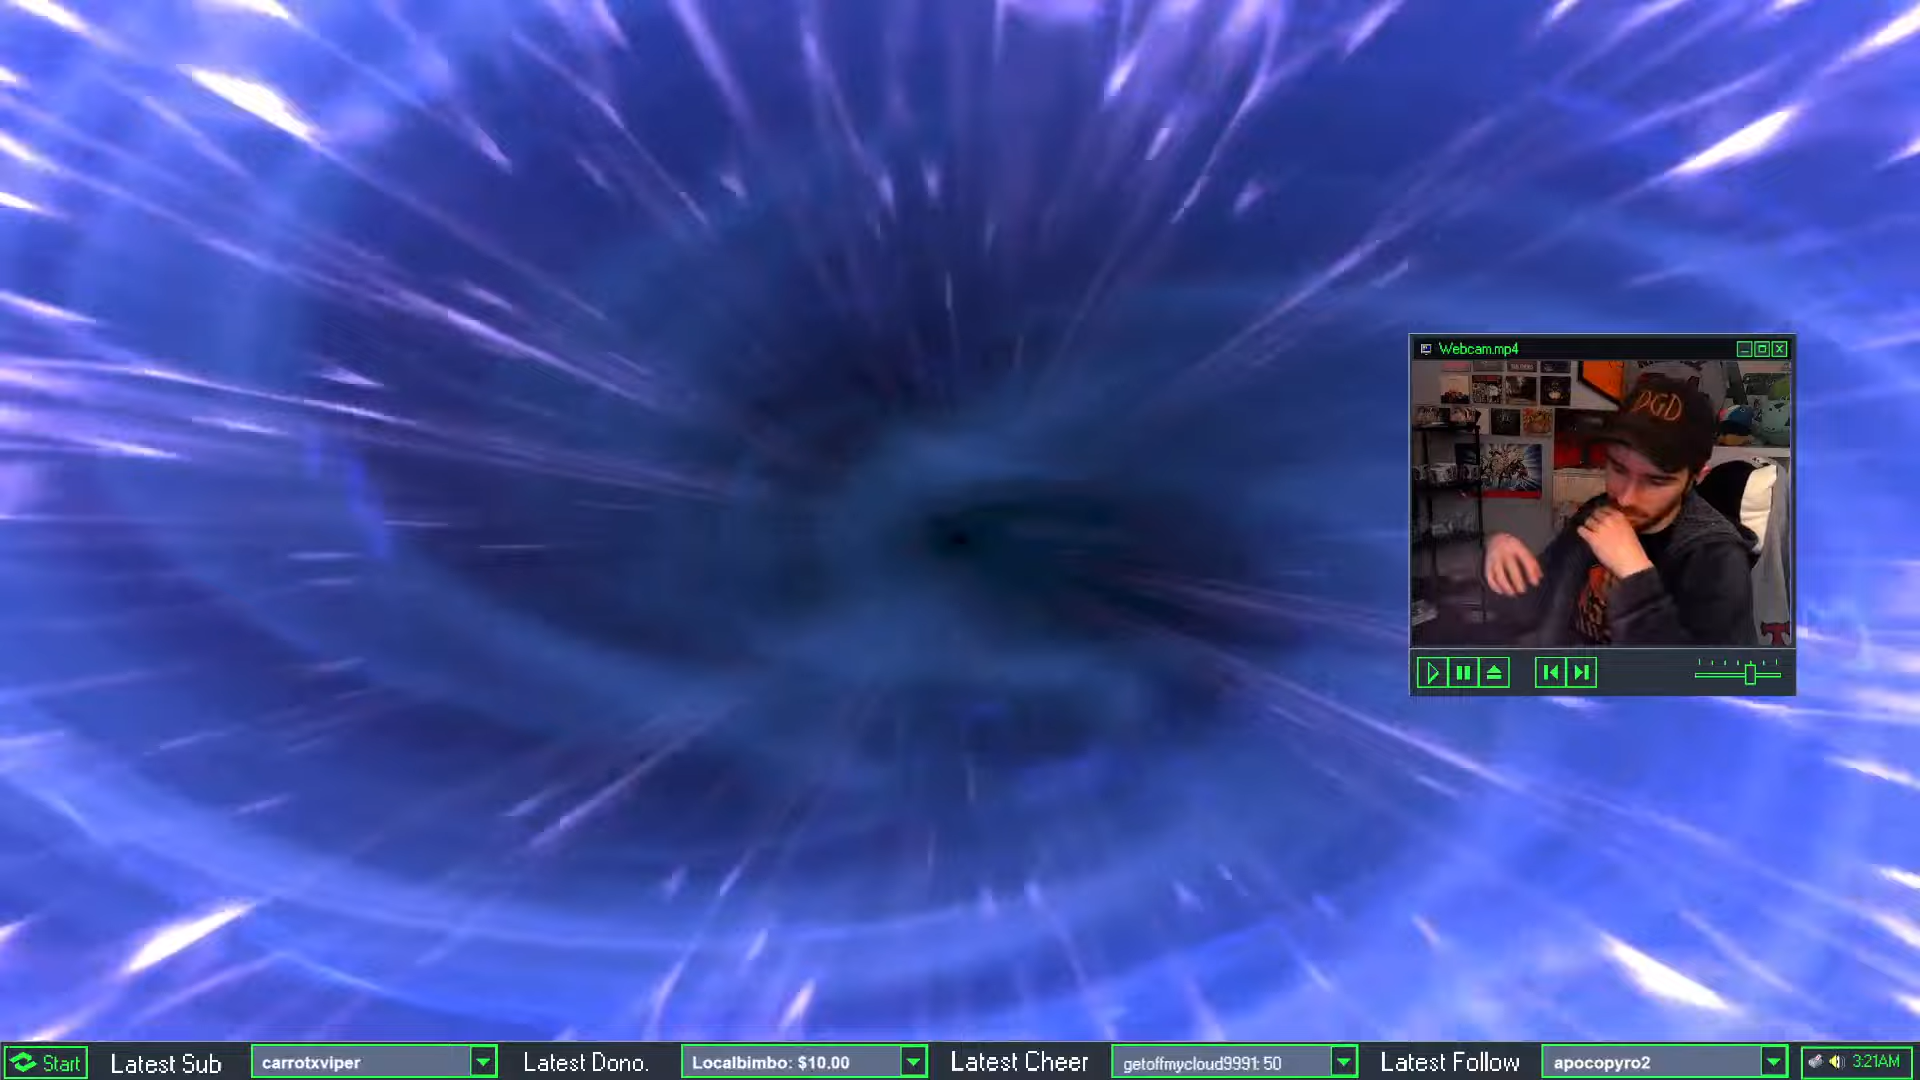 Webcam.mp4
DGD
Start
Latest Sub
carrotxviper
Latest Dono.
Localbimbo: $10.00
Latest Cheer
getoffmycloud9991: 50
Latest Follow
apocopyro2
3:21AM